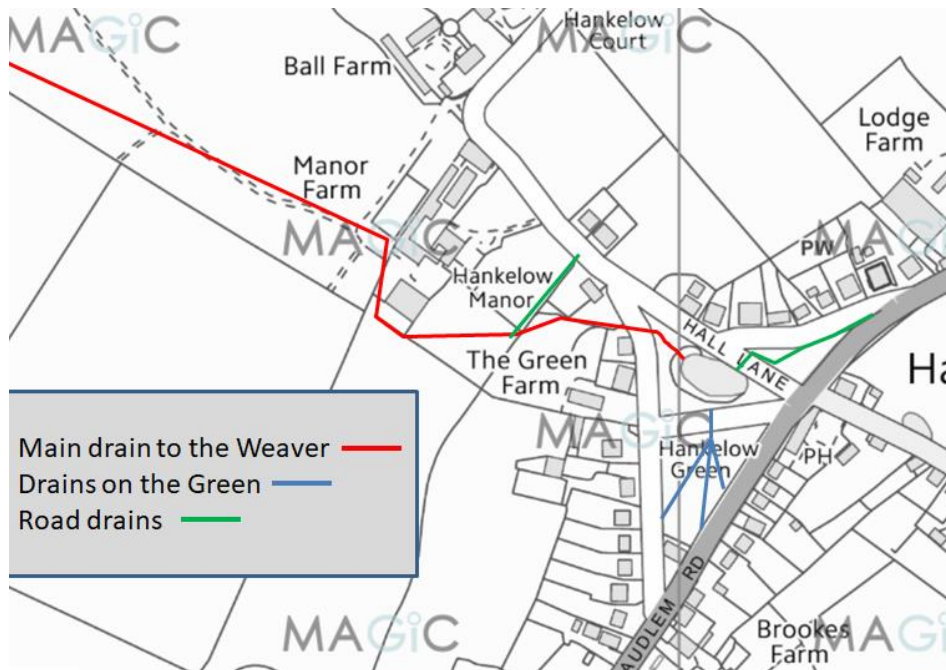 MAGiC
MAGiC
Hankelow
Court
Ball Farm
Lodge
Farm
Manor
Farm
MAGiC
MAGiC
PW
Hankelow
Manor
HALL LANE
The Green
Farm
Ha
MAGiC
Hankelow
Green
PH
Main drain to the Weaver
Drains on the Green
Road drains
AUDLEM RD
Brookes
Farm
MAGiC
MAGiC